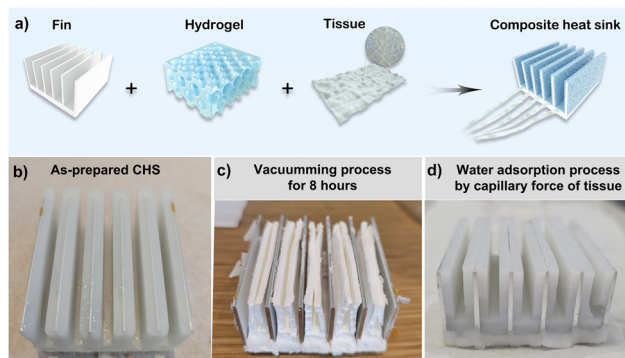 a)
Fin
Hydrogel
Tissue
Composite heat sink
+
+
b)
As-prepared CHS
c)
Vacuumming process
for 8 hours
d)
Water adsorption process
by capillary force of tissue